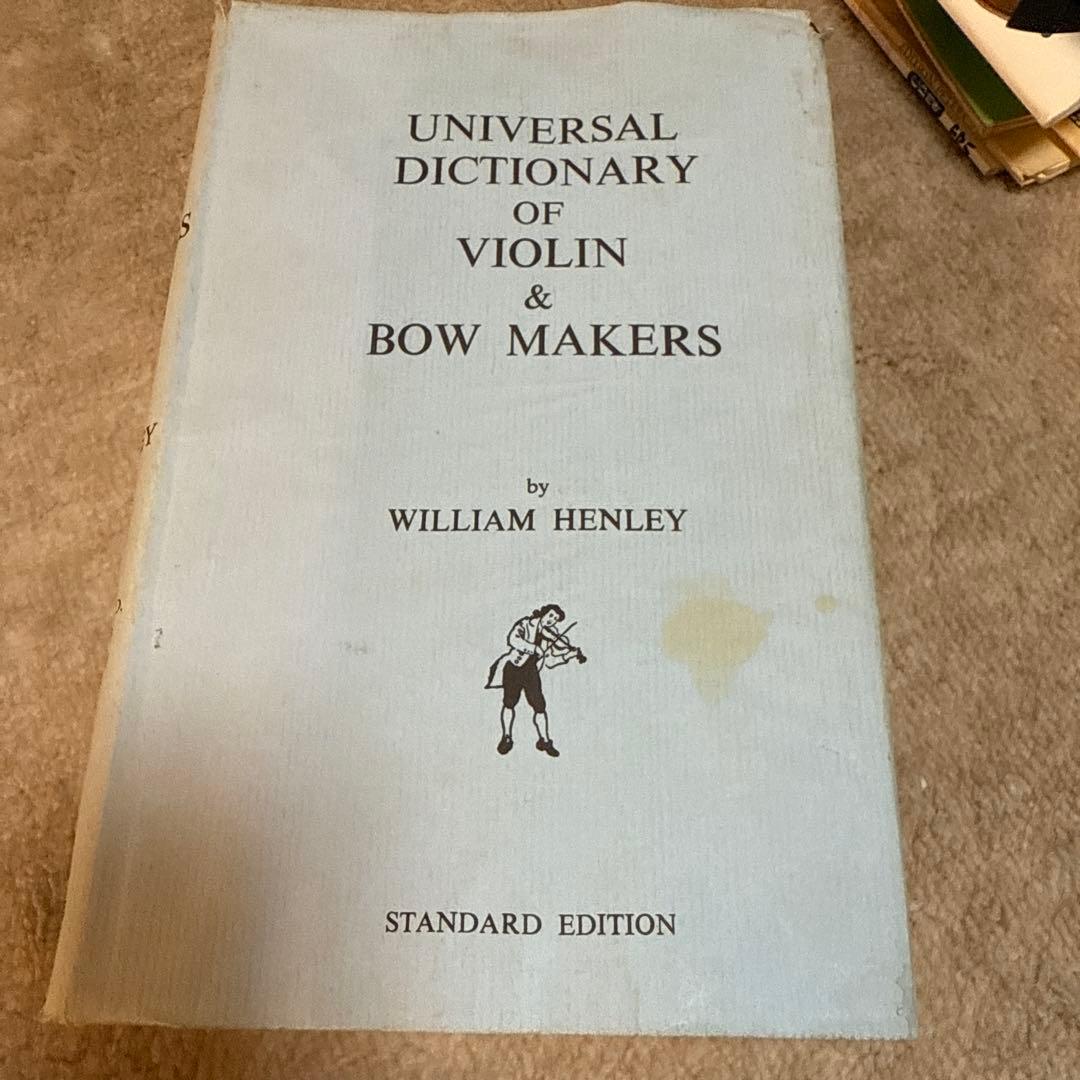 UNIVERSAL
DICTIONARY
OF
VIOLIN
&
BOW MAKERS
by
WILLIAM HENLEY
STANDARD EDITION